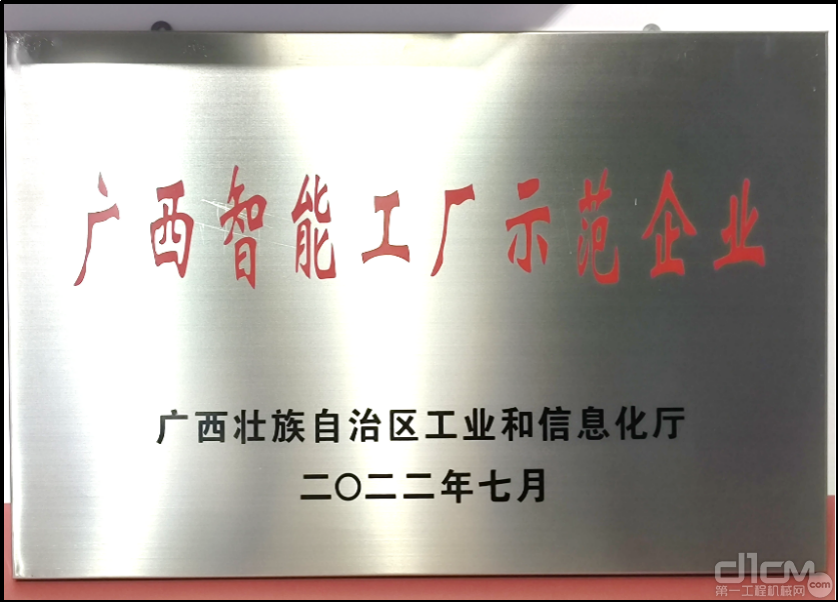 广西智能工厂示范企业
广西壮族自治区工业和信息化厅
二〇二二年七月
d1cm
第一工程机械网
.com